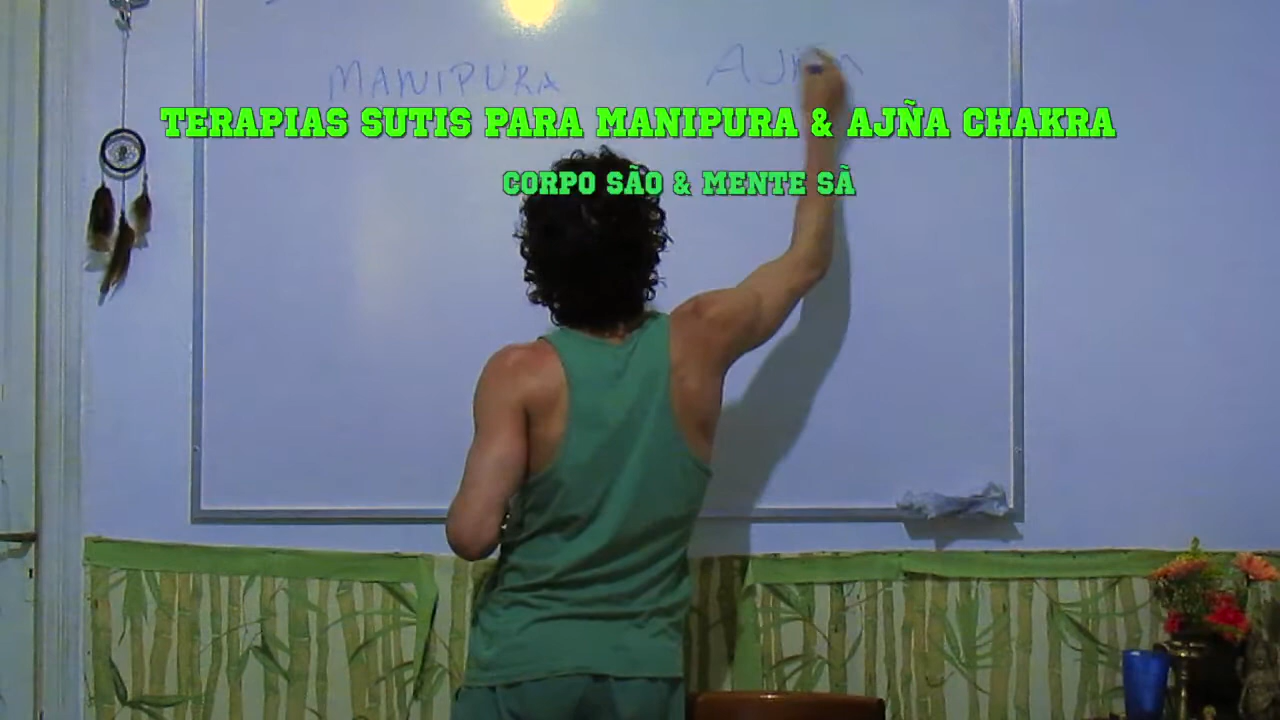 MANIPURA
TERAPIAS SUTIS PARA MANIPURA & AJÑA CHAKRA
CORPO SÃO & MENTE SÃ